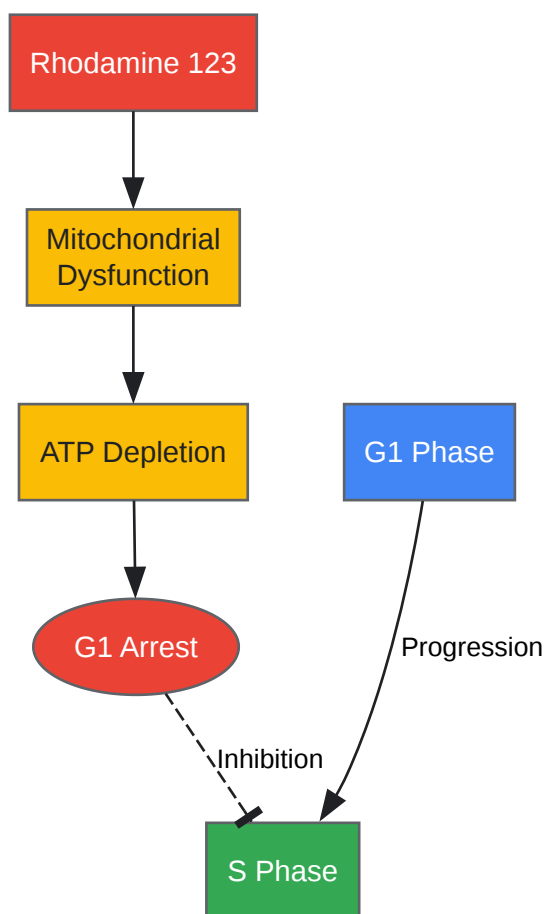 Rhodamine 123
Mitochondrial
Dysfunction
ATP Depletion
G1 Phase
G1 Arrest
Progression
Inhibition
S Phase